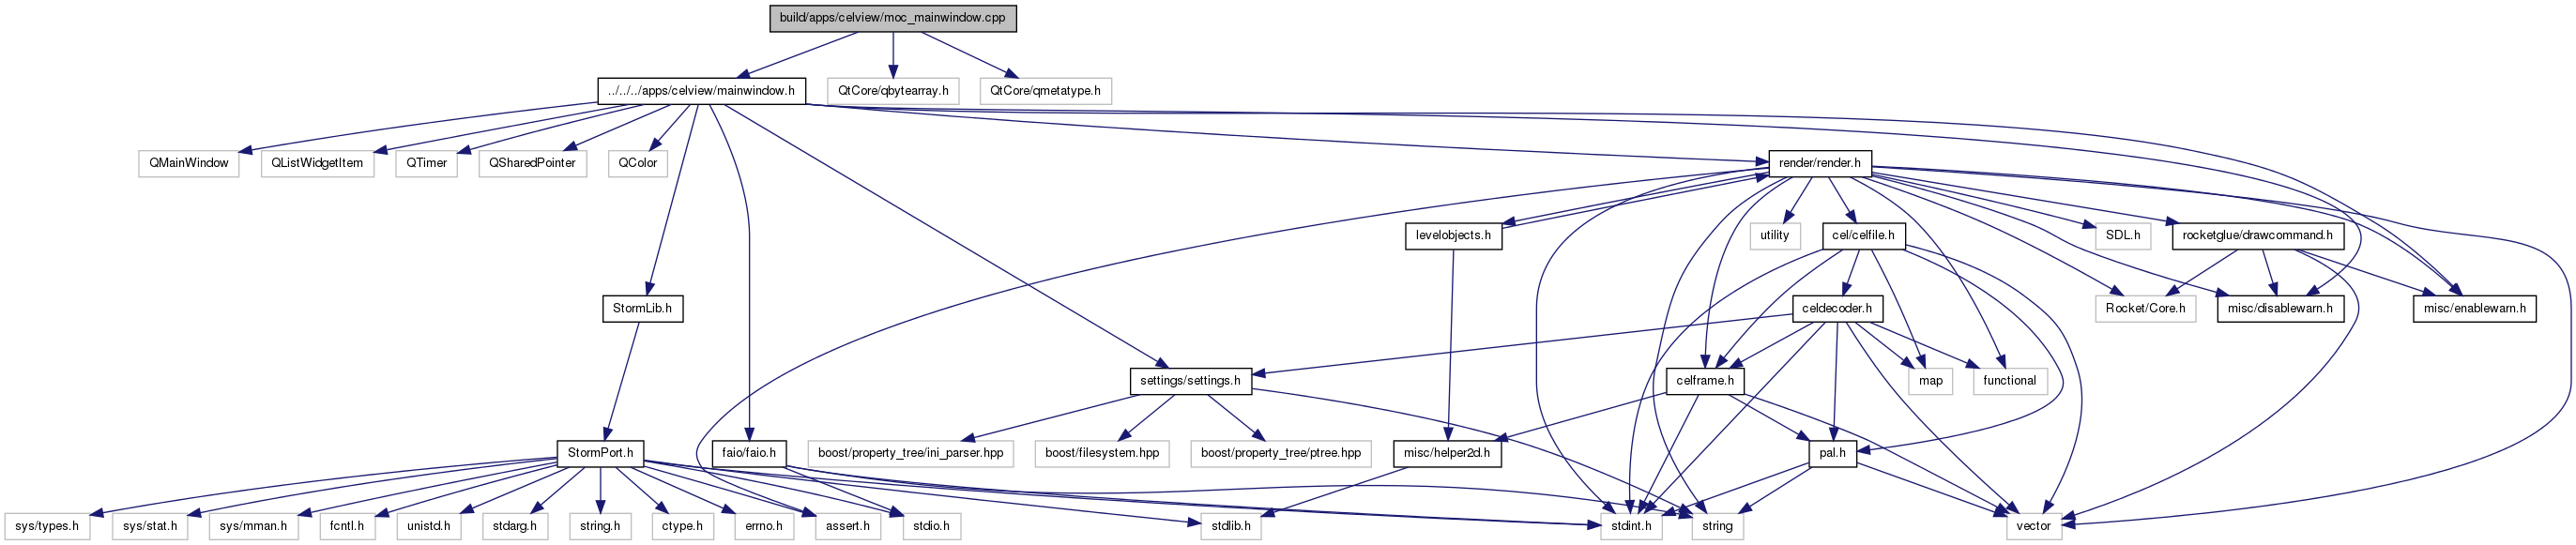 build/apps/celview/moc_mainwindow.cpp
../../../apps/celview/mainwindow.h
QtCore/qbytearray.h
QtCore/qmetatype.h
QMainWindow
QListWidgetItem
QTimer
QSharedPointer
QColor
render/render.h
levelobjects.h
utility
cel/celfile.h
SDL.h
rocketglue/drawcommand.h
StormLib.h
celdecoder.h
Rocket/Core.h
misc/disablewarn.h
misc/enablewarn.h
settings/settings.h
celframe.h
map
functional
StormPort.h
faio/faio.h
boost/property_tree/ini_parser.hpp
boost/filesystem.hpp
boost/property_tree/ptree.hpp
misc/helper2d.h
pal.h
sys/types.h
sys/stat.h
sys/mman.h
fcntl.h
unistd.h
stdarg.h
string.h
ctype.h
errno.h
assert.h
stdio.h
stdlib.h
stdint.h
string
vector